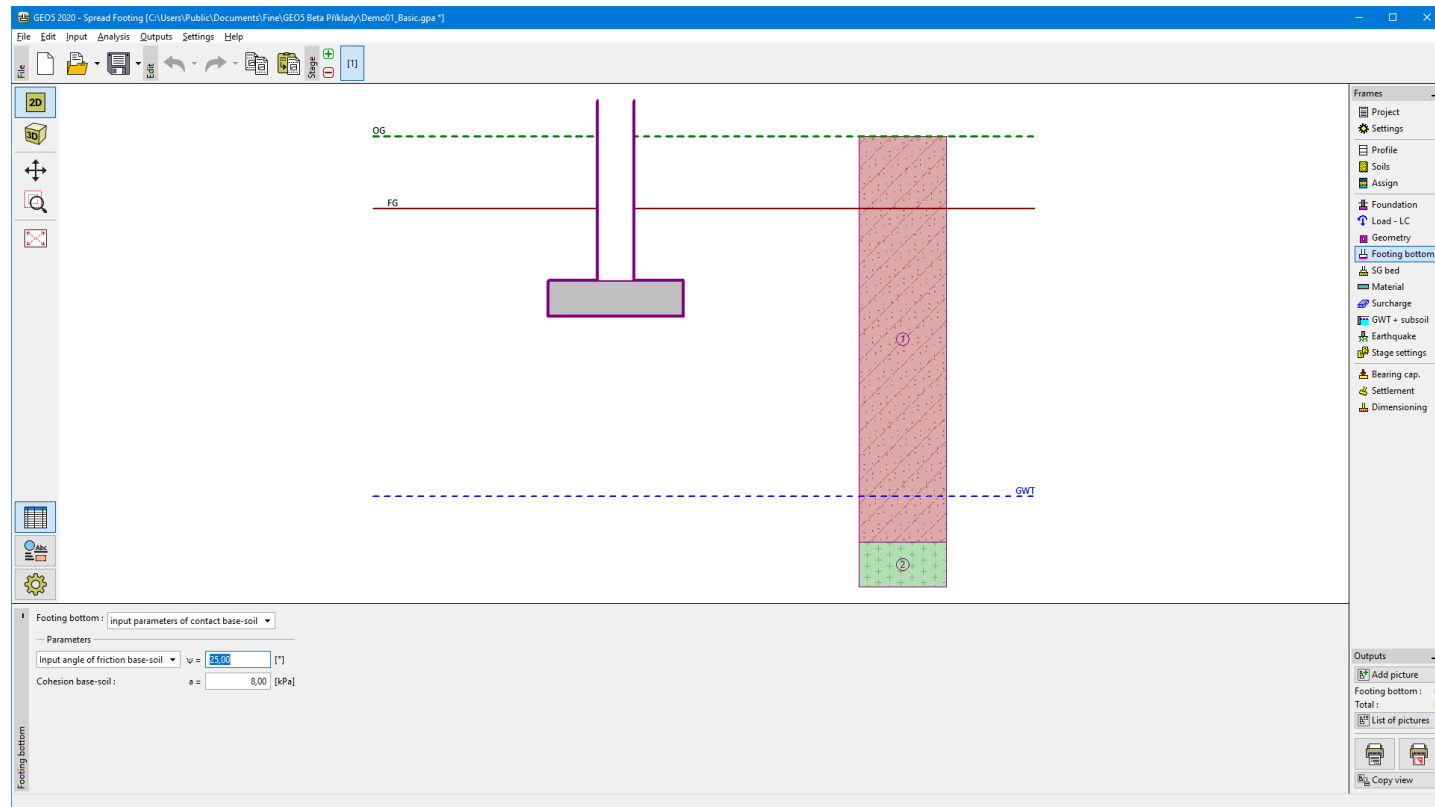 GEO5 2020 - Spread Footing [C:\Users\Public\Documents\Fine\GEO5 Beta Příklady\Demo01_Basic.gpa *]
File Edit Input Analysis Outputs Settings Help
File
Edit
Stage
[1]
2D
3D
Abc
OG
FG
GWT
1
2
Frames
Project
Settings
Profile
Soils
Assign
Foundation
Load - LC
Geometry
Footing bottom
SG bed
Material
Surcharge
GWT + subsoil
Earthquake
Stage settings
Bearing cap.
Settlement
Dimensioning
Footing bottom : input parameters of contact base-soil
Parameters
Input angle of friction base-soil ψ = 25,00 [°]
Cohesion base-soil : a = 8,00 [kPa]
Footing bottom
Outputs
Add picture
Footing bottom :
Total :
List of pictures
Copy view